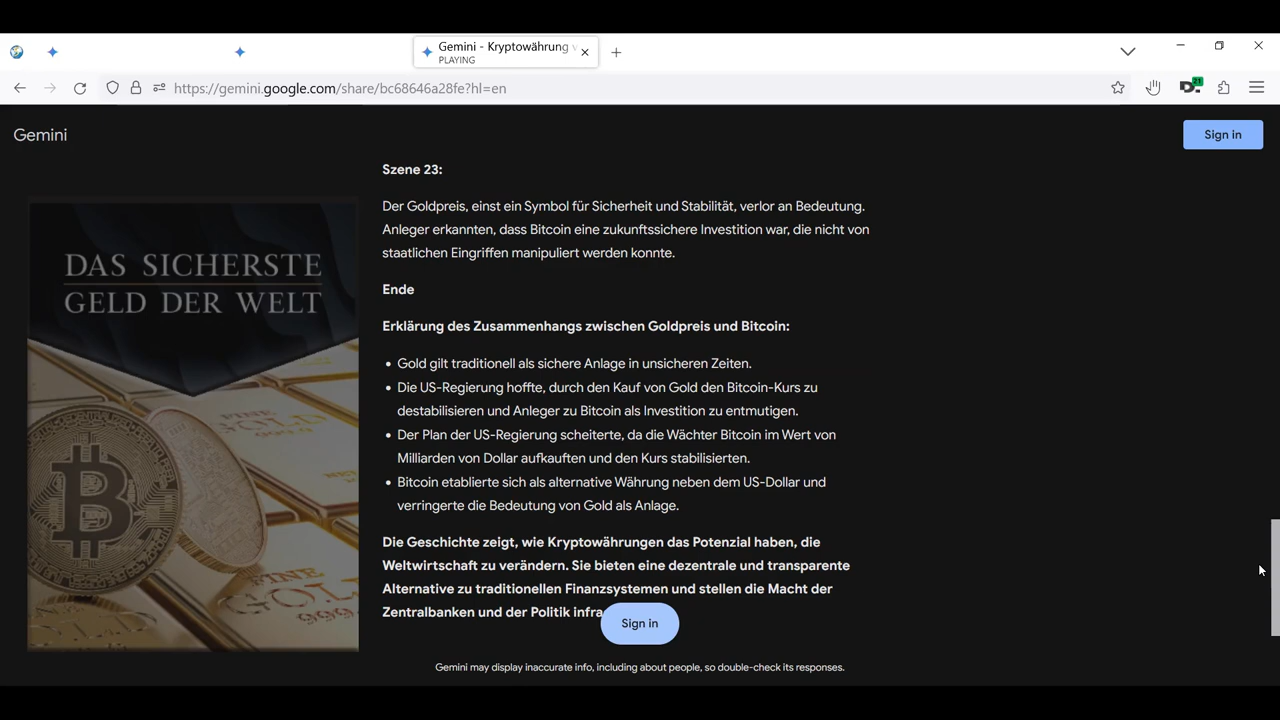 Gemini - Kryptowährung
PLAYING
https://gemini.google.com/share/bc68646a28fe?hl=en
21
Gemini
Sign in
DAS SICHERSTE
GELD DER WELT
FINE
GOLD
FINE
GOLD
999.9
Szene 23:
Der Goldpreis, einst ein Symbol für Sicherheit und Stabilität, verlor an Bedeutung.
Anleger erkannten, dass Bitcoin eine zukunftssichere Investition war, die nicht von
staatlichen Eingriffen manipuliert werden konnte.
Ende
Erklärung des Zusammenhangs zwischen Goldpreis und Bitcoin:
• Gold gilt traditionell als sichere Anlage in unsicheren Zeiten.
• Die US-Regierung hoffte, durch den Kauf von Gold den Bitcoin-Kurs zu
destabilisieren und Anleger zu Bitcoin als Investition zu entmutigen.
• Der Plan der US-Regierung scheiterte, da die Wächter Bitcoin im Wert von
Milliarden von Dollar aufkauften und den Kurs stabilisierten.
• Bitcoin etablierte sich als alternative Währung neben dem US-Dollar und
verringerte die Bedeutung von Gold als Anlage.
Die Geschichte zeigt, wie Kryptowährungen das Potenzial haben, die
Weltwirtschaft zu verändern. Sie bieten eine dezentrale und transparente
Alternative zu traditionellen Finanzsystemen und stellen die Macht der
Zentralbanken und der Politik infra
Sign in
Gemini may display inaccurate info, including about people, so double-check its responses.